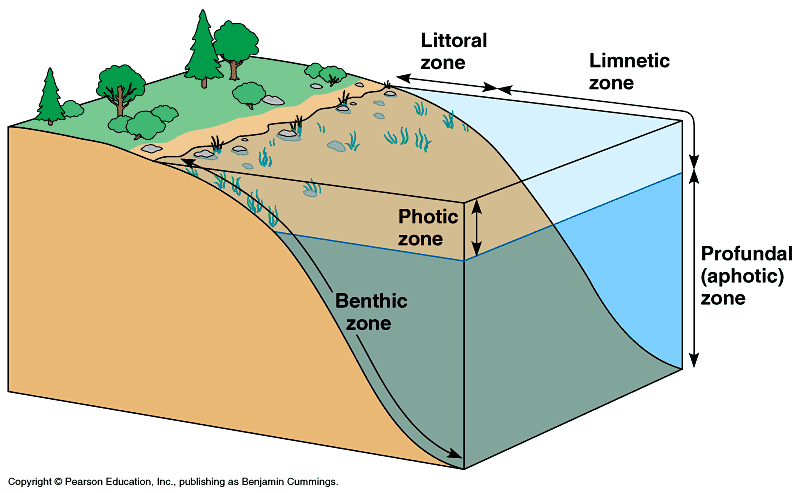 Littoral
zone
Limnetic
zone
Photic
zone
Profundal
(aphotic)
zone
Benthic
zone
Copyright © Pearson Education, Inc., publishing as Benjamin Cummings.